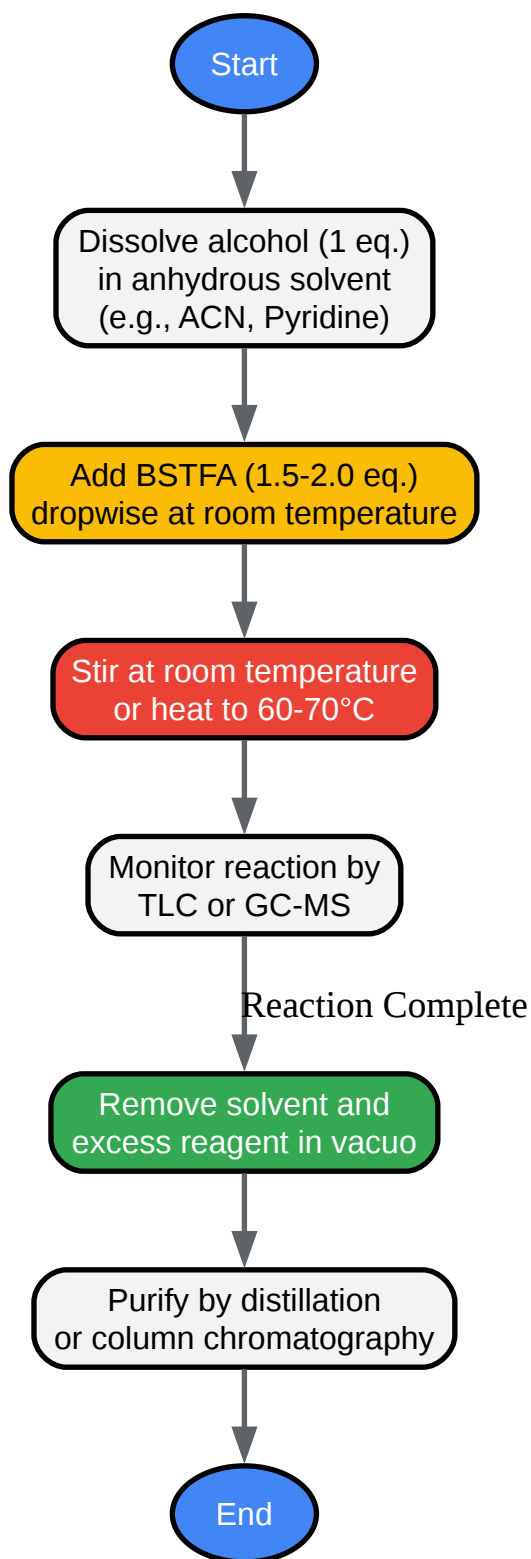 Start
Dissolve alcohol (1 eq.)
in anhydrous solvent
(e.g., ACN, Pyridine)
Add BSTFA (1.5-2.0 eq.)
dropwise at room temperature
Stir at room temperature
or heat to 60-70°C
Monitor reaction by
TLC or GC-MS
Reaction Complete
Remove solvent and
excess reagent in vacuo
Purify by distillation
or column chromatography
End